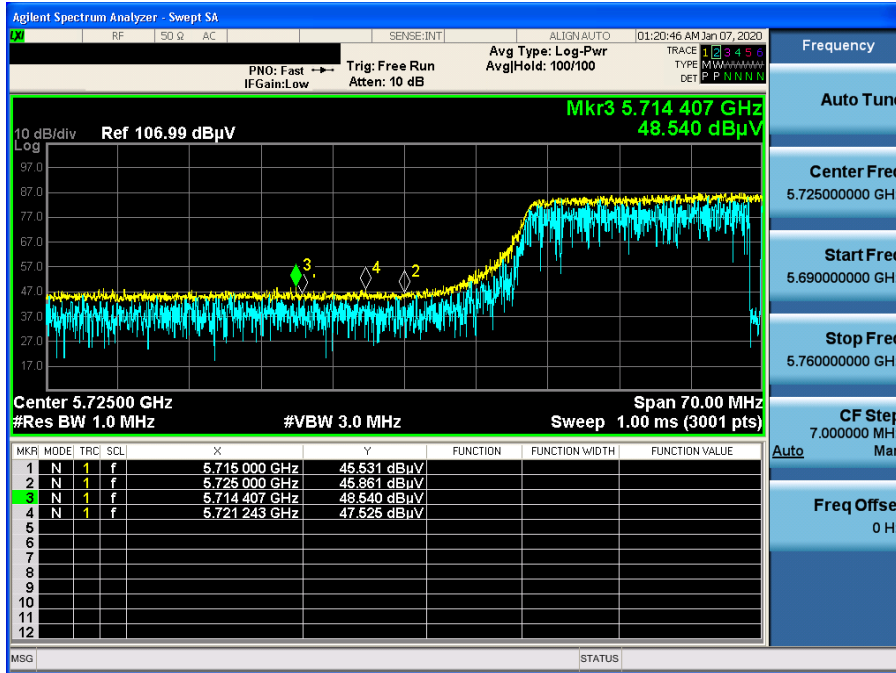 Agilent Spectrum Analyzer - Swept SA
LXI RF 50 Ω AC SENSE:INT ALIGN AUTO 01:20:46 AM Jan 07, 2020
Frequency
Avg Type: Log-Pwr TRACE 1 2 3 4 5 6
PNO: Fast Trig: Free Run Avg|Hold: 100/100 TYPE M W W W W W
IFGain:Low Atten: 10 dB DET P P N N N N
Auto Tun
Mkr3 5.714 407 GHz
48.540 dBµV
10 dB/div Ref 106.99 dBµV
Log
97.0
87.0
77.0
67.0
57.0
47.0
37.0
27.0
17.0
3 4 2
Center Fre
5.725000000 GH
Start Fre
5.690000000 GH
Stop Fre
5.760000000 GH
Center 5.72500 GHz Span 70.00 MHz
#Res BW 1.0 MHz #VBW 3.0 MHz Sweep 1.00 ms (3001 pts)
CF Step
7.000000 MH
Auto Ma
Freq Offse
0 H
MKR MODE TRC SCL X Y FUNCTION FUNCTION WIDTH FUNCTION VALUE
1 N 1 f 5.715 000 GHz 45.531 dBµV
2 N 1 f 5.725 000 GHz 45.861 dBµV
3 N 1 f 5.714 407 GHz 48.540 dBµV
4 N 1 f 5.721 243 GHz 47.525 dBµV
5
6
7
8
9
10
11
12
MSG STATUS